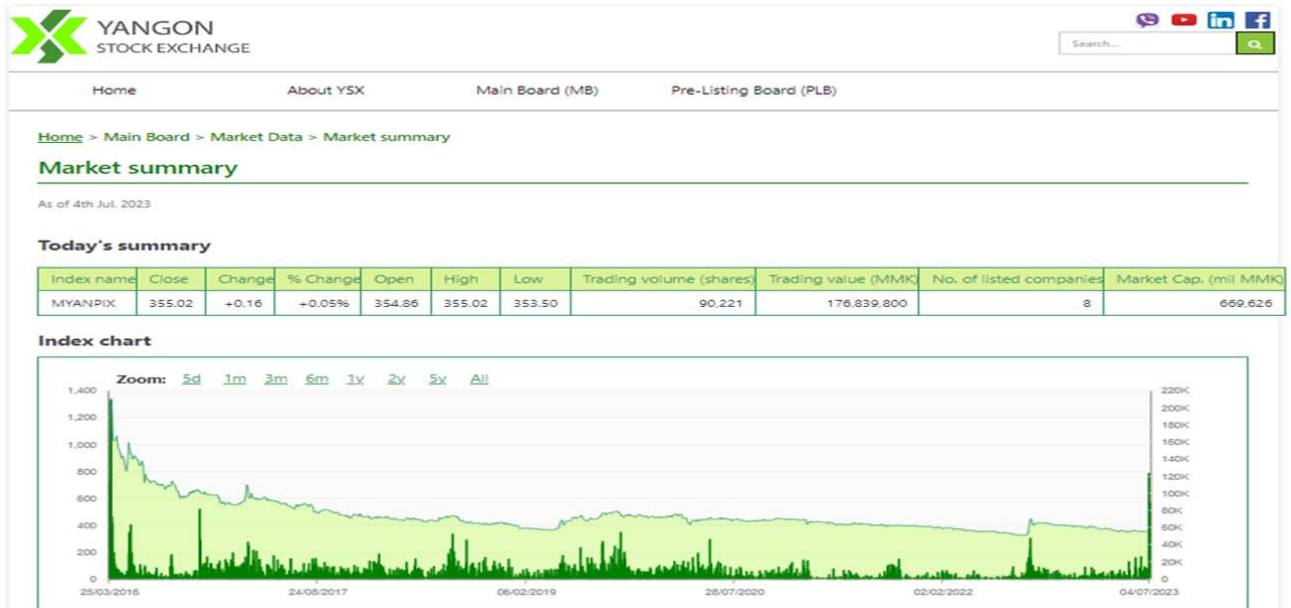 YANGON
STOCK EXCHANGE
Search...
Home About YSX Main Board (MB) Pre-Listing Board (PLB)
Home > Main Board > Market Data > Market summary
Market summary
As of 4th Jul, 2023
Today's summary
Index name Close Change % Change Open High Low Trading volume (shares) Trading value (MMK) No. of listed companies Market Cap. (mil MMK)
MYANPIX 355.02 +0.16 +0.05% 354.86 355.02 353.50 90,221 176,839,800 8 669,626
Index chart
Zoom: 5d 1m 3m 6m 1y 2y 5y All
1,400 220K
1,200 200K
180K
1,000 160K
140K
800 120K
600 100K
80K
400 60K
40K
200 20K
0 0
25/03/2016 24/08/2017 06/02/2019 28/07/2020 02/02/2022 04/07/2023